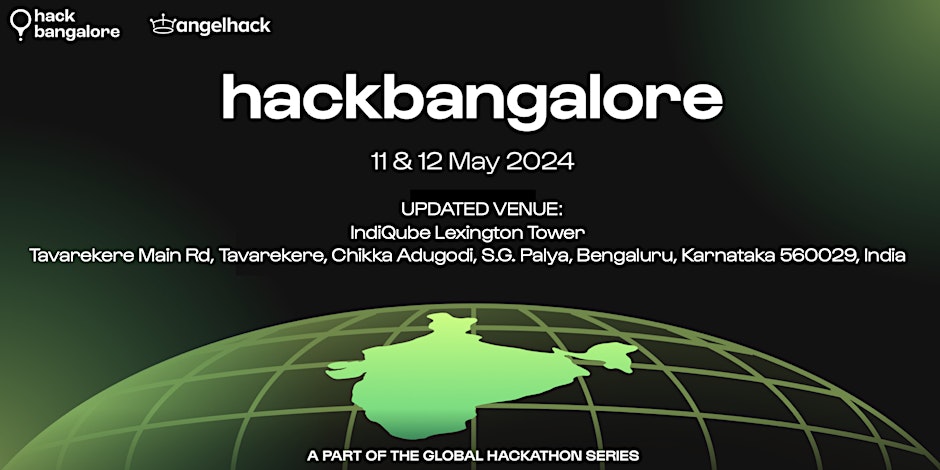 hack
bangalore
angelhack
hackbangalore
11 & 12 May 2024
UPDATED VENUE:
IndiQube Lexington Tower
Tavarekere Main Rd, Tavarekere, Chikka Adugodi, S.G. Palya, Bengaluru, Karnataka 560029, India
A PART OF THE GLOBAL HACKATHON SERIES